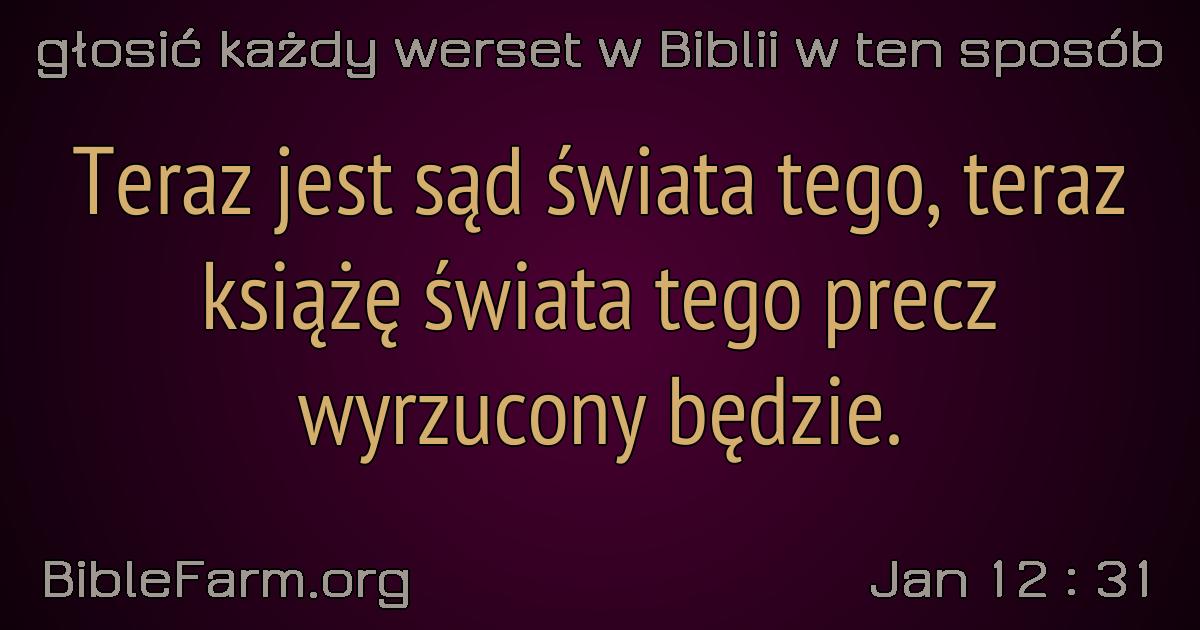 głosić każdy werset w Biblii w ten sposób
Teraz jest sąd świata tego, teraz
książę świata tego precz
wyrzucony będzie.
BibleFarm.org
Jan 12 : 31